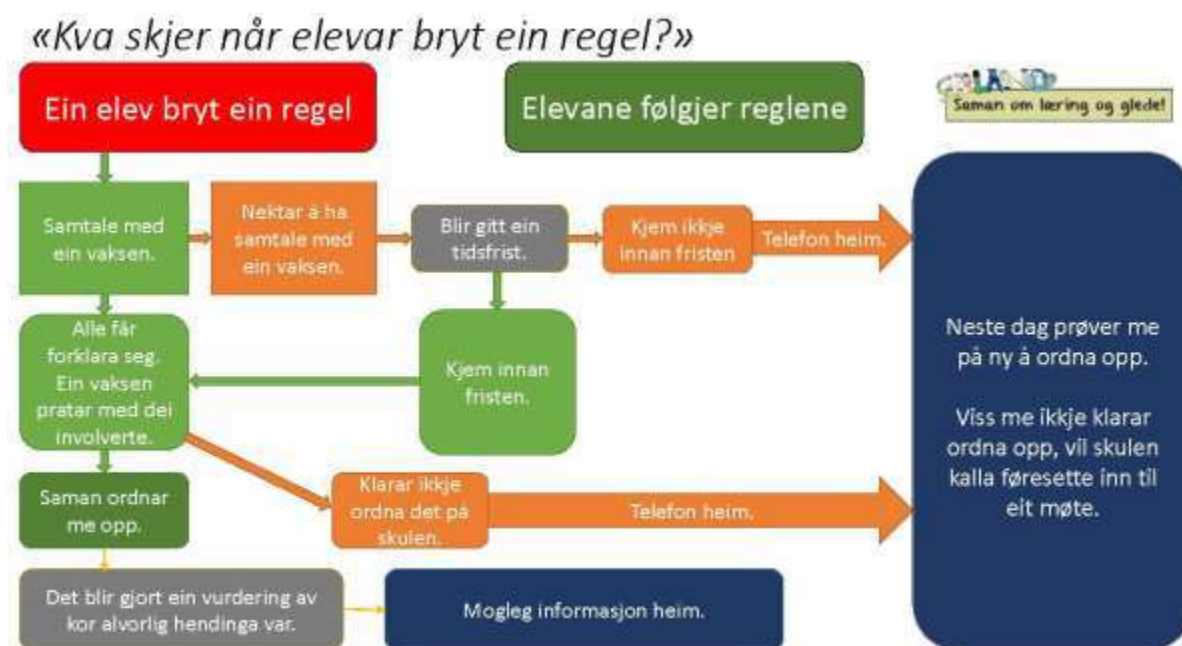 «Kva skjer når elevar bryt ein regel?»
Ein elev bryt ein regel
Elevane følgjer reglene
LAND
Saman om læring og glede!
Samtale med
ein vaksen.
Nektar å ha
samtale med
ein vaksen.
Blir gitt ein
tidsfrist.
Kjem ikkje
innan fristen
Telefon heim.
Alle får
forklara seg.
Ein vaksen
pratar med dei
involverte.
Kjem innan
fristen.
Neste dag prøver me
på ny å ordna opp.
Viss me ikkje klarar
ordna opp, vil skulen
kalla føresette inn til
eit møte.
Saman ordnar
me opp.
Klarar ikkje
ordna det på
skulen.
Telefon heim.
Det blir gjort ein vurdering av
kor alvorlig hendinga var.
Mogleg informasjon heim.